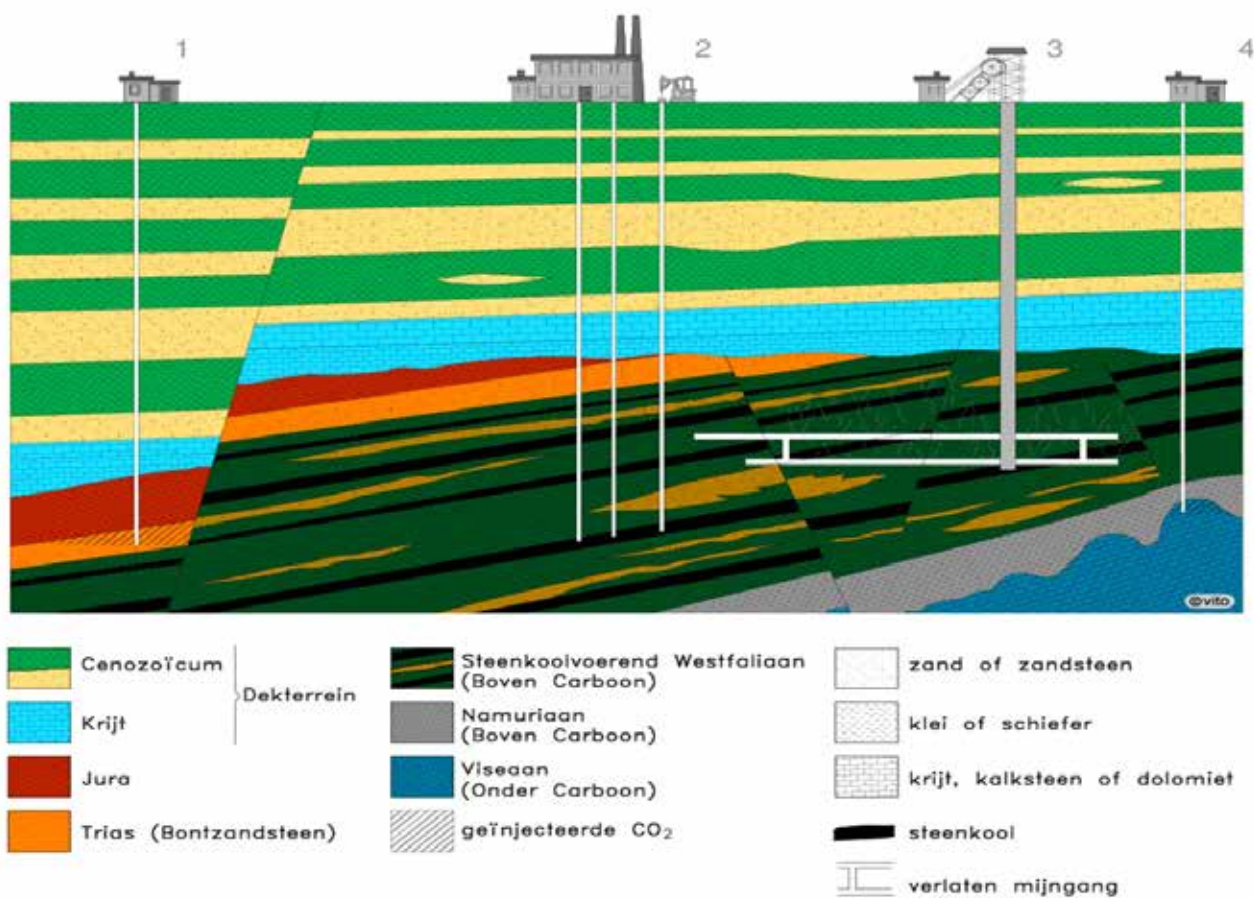 1
2
3
4
©vito
Cenozoïcum
Dekterrein
Krijt
Jura
Trias (Bontzandsteen)
Steenkoolvoerend Westfaliaan
(Boven Carboon)
Namuriaan
(Boven Carboon)
Viseaan
(Onder Carboon)
geïnjecteerde CO₂
zand of zandsteen
klei of schiefer
krijt, kalksteen of dolomiet
steenkool
verlaten mijngang